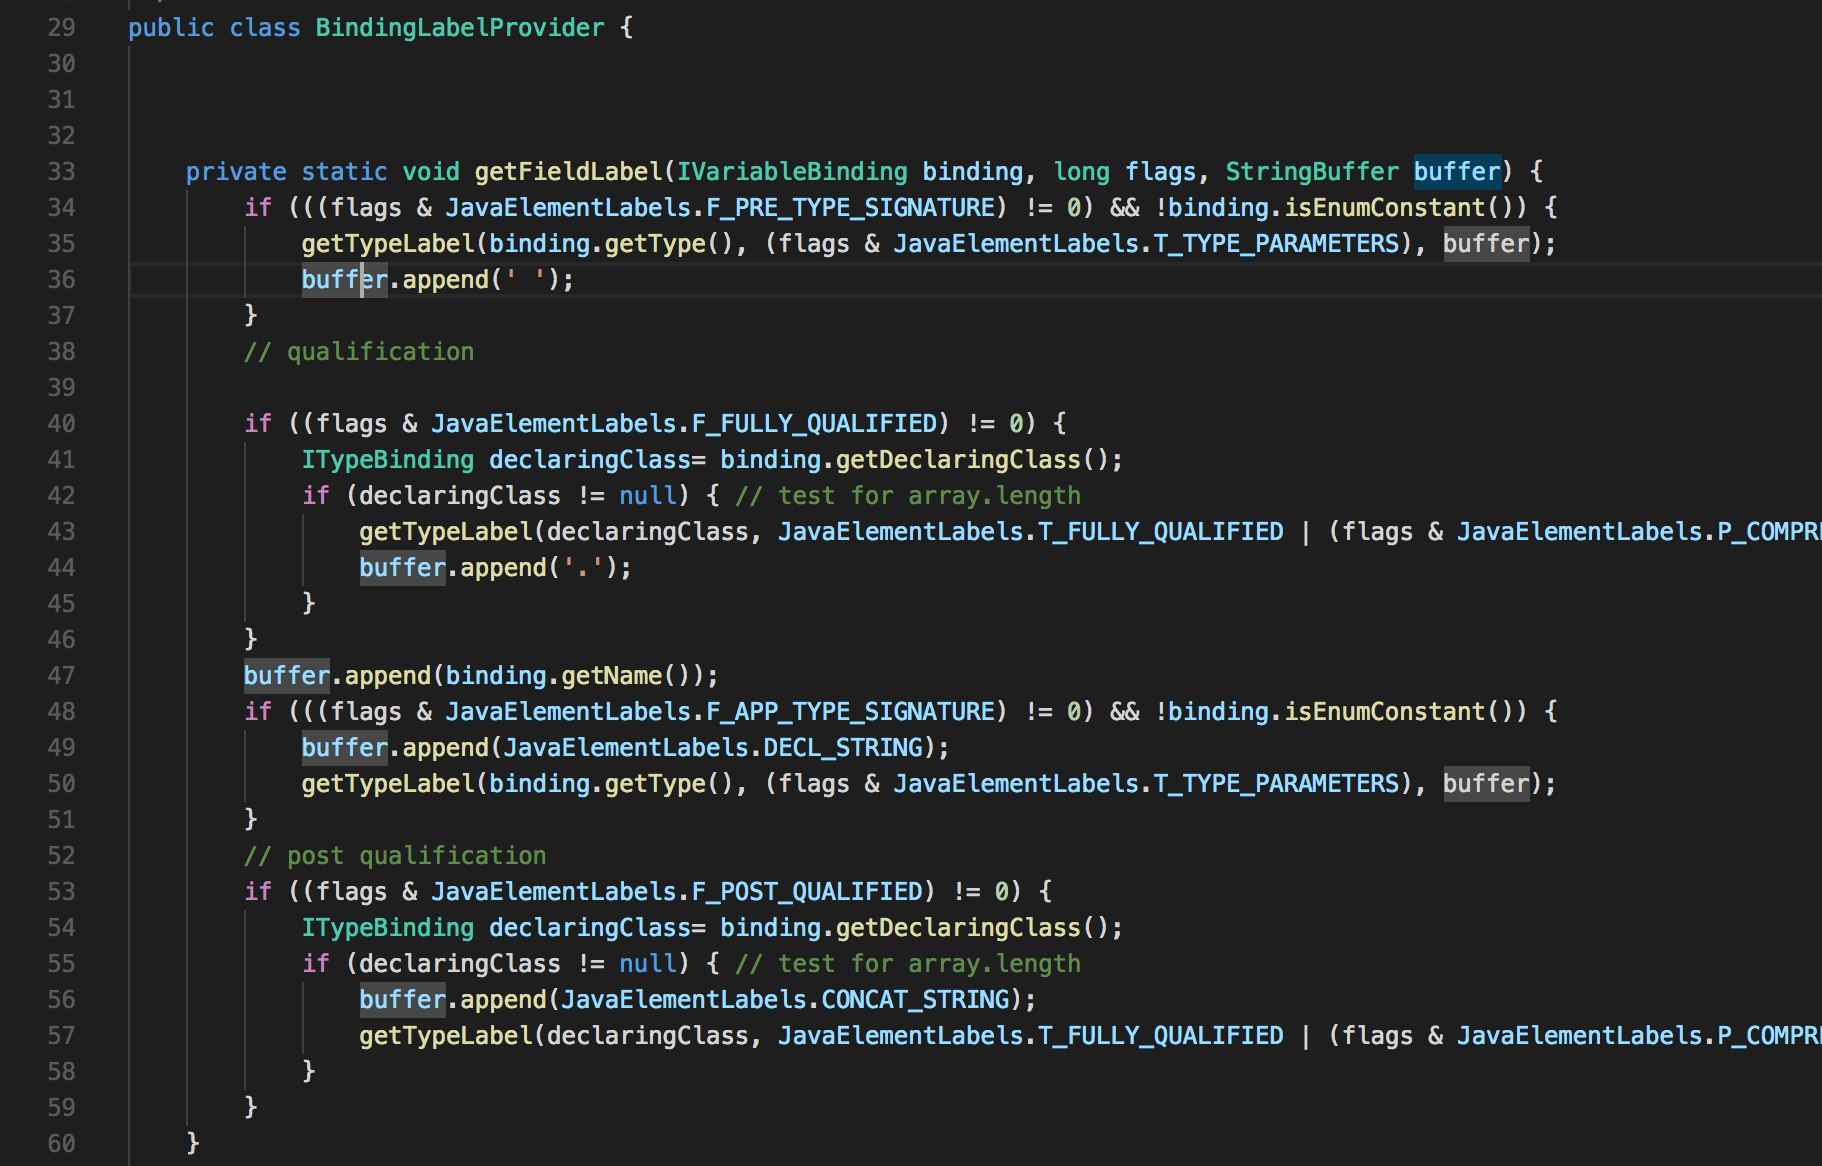 29 public class BindingLabelProvider {
30
31
32
33 private static void getFieldLabel(IVariableBinding binding, long flags, StringBuffer buffer) {
34 if (((flags & JavaElementLabels.F_PRE_TYPE_SIGNATURE) != 0) && !binding.isEnumConstant()) {
35 getTypeLabel(binding.getType(), (flags & JavaElementLabels.T_TYPE_PARAMETERS), buffer);
36 buffer.append(' ');
37 }
38 // qualification
39
40 if ((flags & JavaElementLabels.F_FULLY_QUALIFIED) != 0) {
41 ITypeBinding declaringClass= binding.getDeclaringClass();
42 if (declaringClass != null) { // test for array.length
43 getTypeLabel(declaringClass, JavaElementLabels.T_FULLY_QUALIFIED | (flags & JavaElementLabels.P_COMPR
44 buffer.append('.');
45 }
46 }
47 buffer.append(binding.getName());
48 if (((flags & JavaElementLabels.F_APP_TYPE_SIGNATURE) != 0) && !binding.isEnumConstant()) {
49 buffer.append(JavaElementLabels.DECL_STRING);
50 getTypeLabel(binding.getType(), (flags & JavaElementLabels.T_TYPE_PARAMETERS), buffer);
51 }
52 // post qualification
53 if ((flags & JavaElementLabels.F_POST_QUALIFIED) != 0) {
54 ITypeBinding declaringClass= binding.getDeclaringClass();
55 if (declaringClass != null) { // test for array.length
56 buffer.append(JavaElementLabels.CONCAT_STRING);
57 getTypeLabel(declaringClass, JavaElementLabels.T_FULLY_QUALIFIED | (flags & JavaElementLabels.P_COMPR
58 }
59 }
60 }